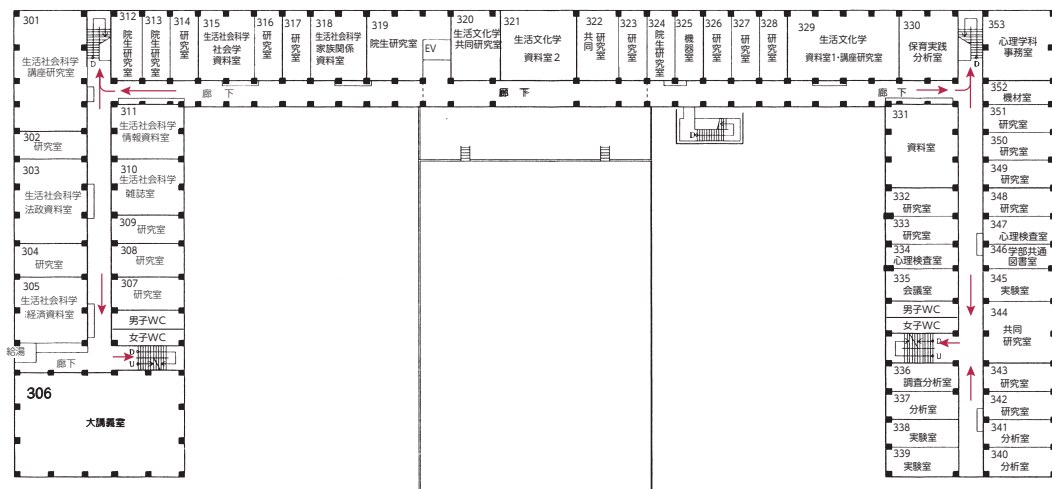 301
生活社会科学
講座研究室
D
312
院生研究室
313
院生研究室
314
研究室
315
生活社会科学
社会学
資料室
316
研究室
317
研究室
318
生活社会科学
家族関係
資料室
319
院生研究室
EV
320
生活文化学
共同研究室
321
生活文化学
資料室2
322
共同
研究室
323
研究室
324
院生研究室
325
機器室
326
研究室
327
研究室
328
研究室
329
生活文化学
資料室1・講座研究室
330
保育実践
分析室
D
353
心理学科
事務室
廊 下
廊 下
廊 下
352
機材室
351
研究室
350
研究室
349
研究室
348
研究室
347
心理検査室
346
学部共通
図書室
345
実験室
344
共同
研究室
343
研究室
342
研究室
341
分析室
340
分析室
302
研究室
303
生活社会科学
法政資料室
304
研究室
305
生活社会科学
経済資料室
給湯
廊下
306
大講義室
311
生活社会科学
情報資料室
310
生活社会科学
雑誌室
309
研究室
308
研究室
307
研究室
男子WC
女子WC
D
U
D
331
資料室
332
研究室
333
研究室
334
心理検査室
335
会議室
男子WC
女子WC
D
U
336
調査分析室
337
分析室
338
実験室
339
実験室